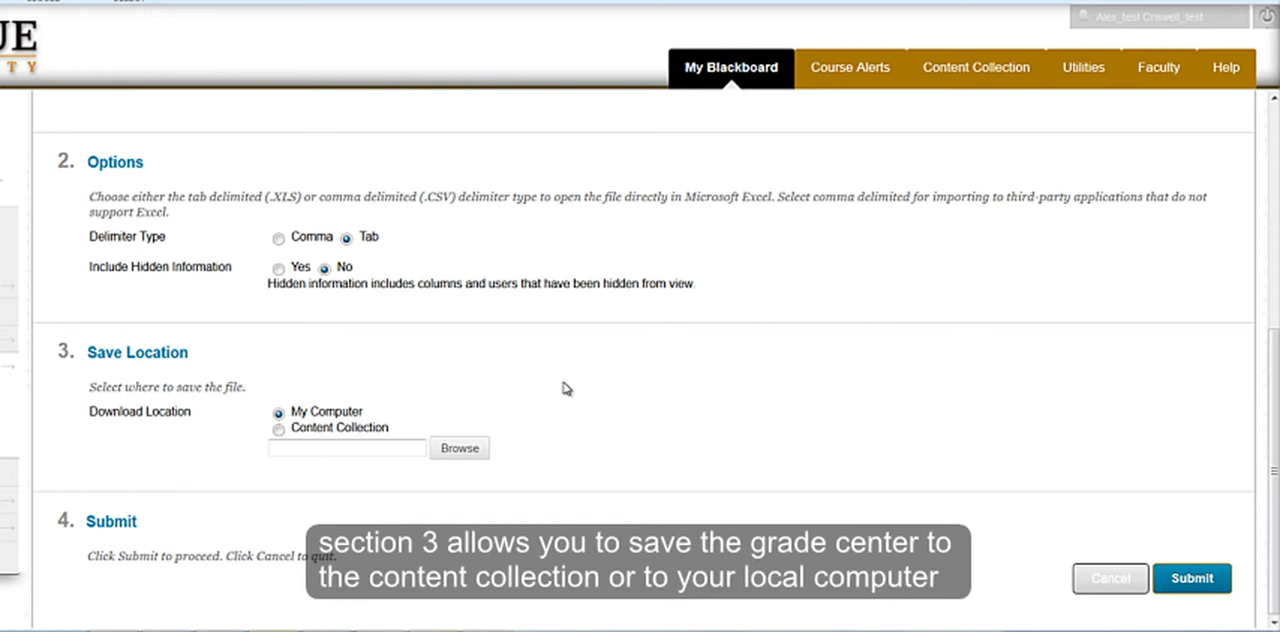 UE
T Y
Alex_test Criswell_test
My Blackboard
Course Alerts
Content Collection
Utilities
Faculty
Help
2. Options
Choose either the tab delimited (.XLS) or comma delimited (.CSV) delimiter type to open the file directly in Microsoft Excel. Select comma delimited for importing to third-party applications that do not
support Excel.
Delimiter Type Comma Tab
Include Hidden Information Yes No
Hidden information includes columns and users that have been hidden from view.
3. Save Location
Select where to save the file.
Download Location My Computer
Content Collection
Browse
4. Submit
Click Submit to proceed. Click Cancel to quit.
section 3 allows you to save the grade center to
the content collection or to your local computer
Cancel Submit